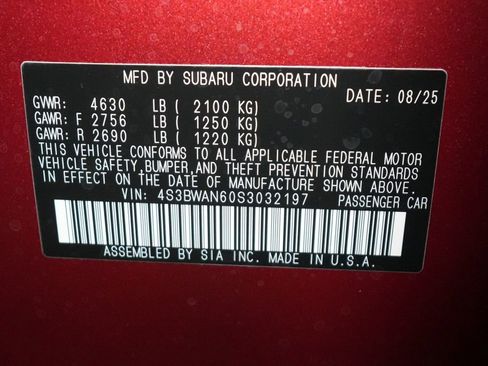 MFD BY SUBARU CORPORATION
DATE: 08/25
GVWR: 4630 LB ( 2100 KG)
GAWR: F 2756 LB ( 1250 KG)
GAWR: R 2690 LB ( 1220 KG)
THIS VEHICLE CONFORMS TO ALL APPLICABLE FEDERAL MOTOR
VEHICLE SAFETY,BUMPER,AND THEFT PREVENTION STANDARDS
IN EFFECT ON THE DATE OF MANUFACTURE SHOWN ABOVE.
VIN: 4S3BWAN60S3032197 PASSENGER CAR
ASSEMBLED BY SIA INC. MADE IN U.S.A.